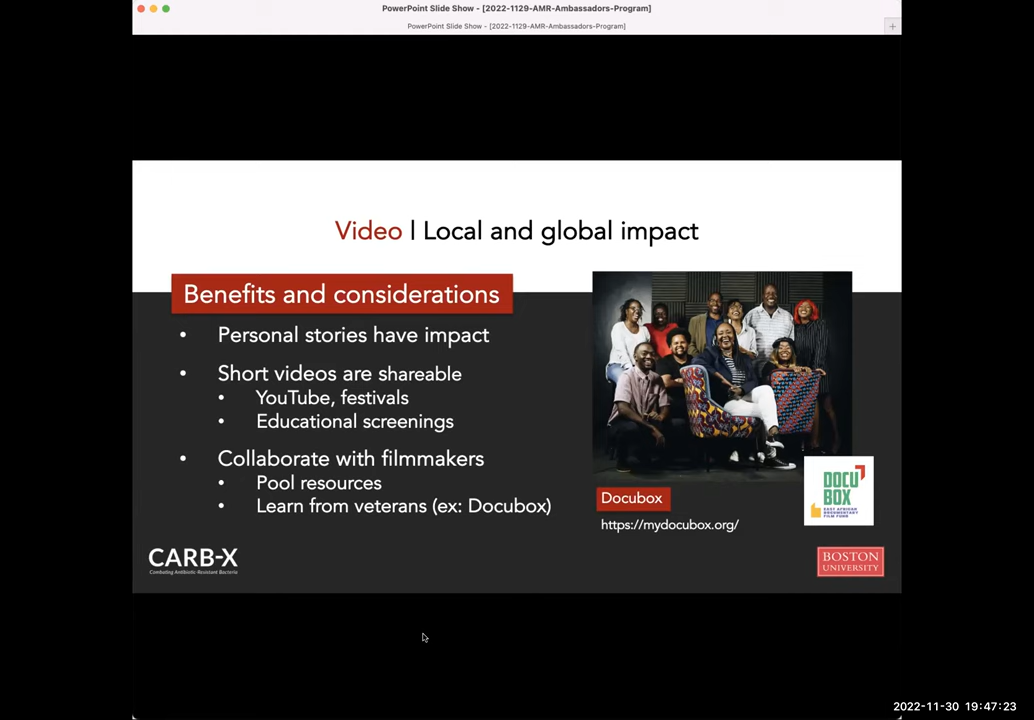 PowerPoint Slide Show - [2022-1129-AMR-Ambassadors-Program]
PowerPoint Slide Show - [2022-1129-AMR-Ambassadors-Program]
Video | Local and global impact
Benefits and considerations
• Personal stories have impact
• Short videos are shareable
• YouTube, festivals
• Educational screenings
• Collaborate with filmmakers
• Pool resources
• Learn from veterans (ex: Docubox)
Docubox
https://mydocubox.org/
DOCU
BOX
EAST AFRICAN
DOCUMENTARY
FILM FUND
CARB-X
Combating Antibiotic-Resistant Bacteria
BOSTON
UNIVERSITY
2022-11-30 19:47:23